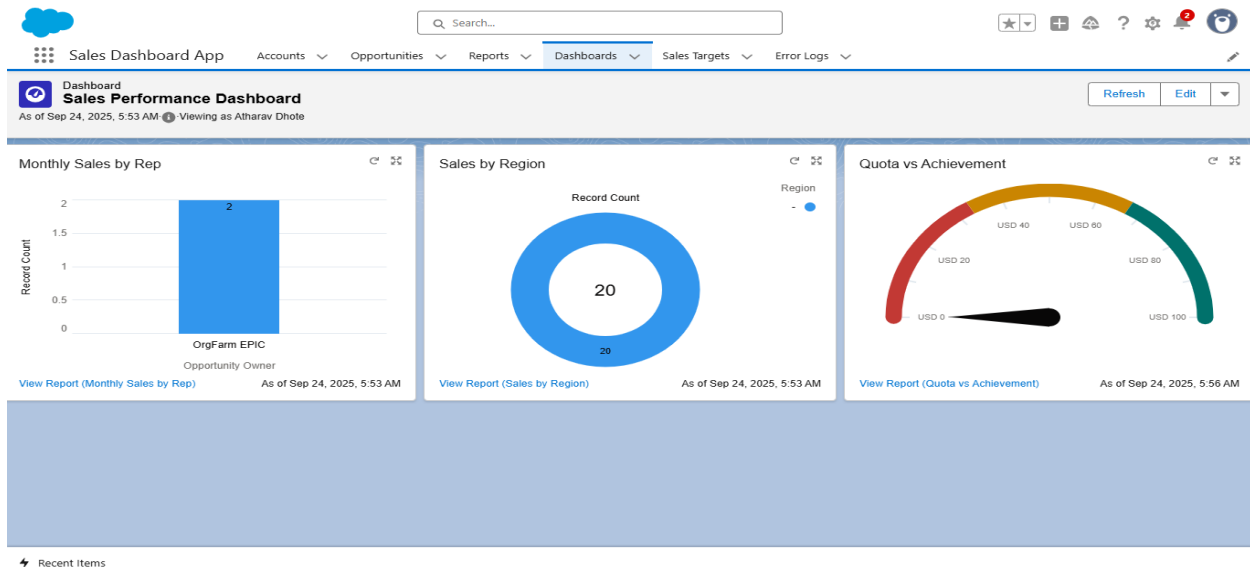 Search...
2
Sales Dashboard App
Accounts
Opportunities
Reports
Dashboards
Sales Targets
Error Logs
Dashboard
Sales Performance Dashboard
As of Sep 24, 2025, 5:53 AM·Viewing as Atharav Dhote
Refresh
Edit
Monthly Sales by Rep
2
1.5
1
0.5
0
Record Count
2
OrgFarm EPIC
Opportunity Owner
View Report (Monthly Sales by Rep)
As of Sep 24, 2025, 5:53 AM
Sales by Region
Record Count
Region
-
20
20
View Report (Sales by Region)
As of Sep 24, 2025, 5:53 AM
Quota vs Achievement
USD 0
USD 20
USD 40
USD 60
USD 80
USD 100
View Report (Quota vs Achievement)
As of Sep 24, 2025, 5:56 AM
Recent Items